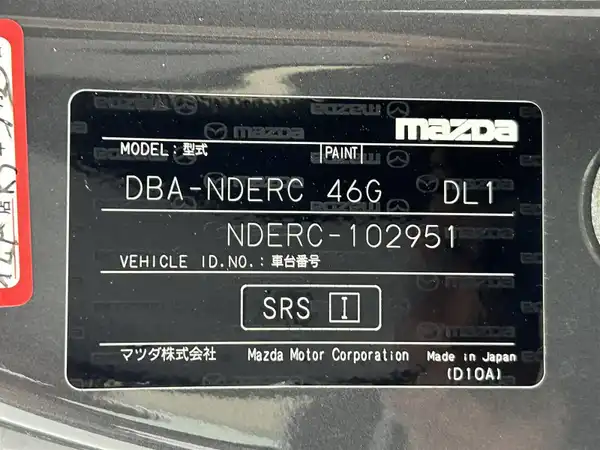 mazda
MODEL:型式 PAINT
DBA-NDERC 46G DL1
NDERC-102951
VEHICLE ID.NO.:車台番号
SRS I
マツダ株式会社 Mazda Motor Corporation Made in Japan
(D10A)
店